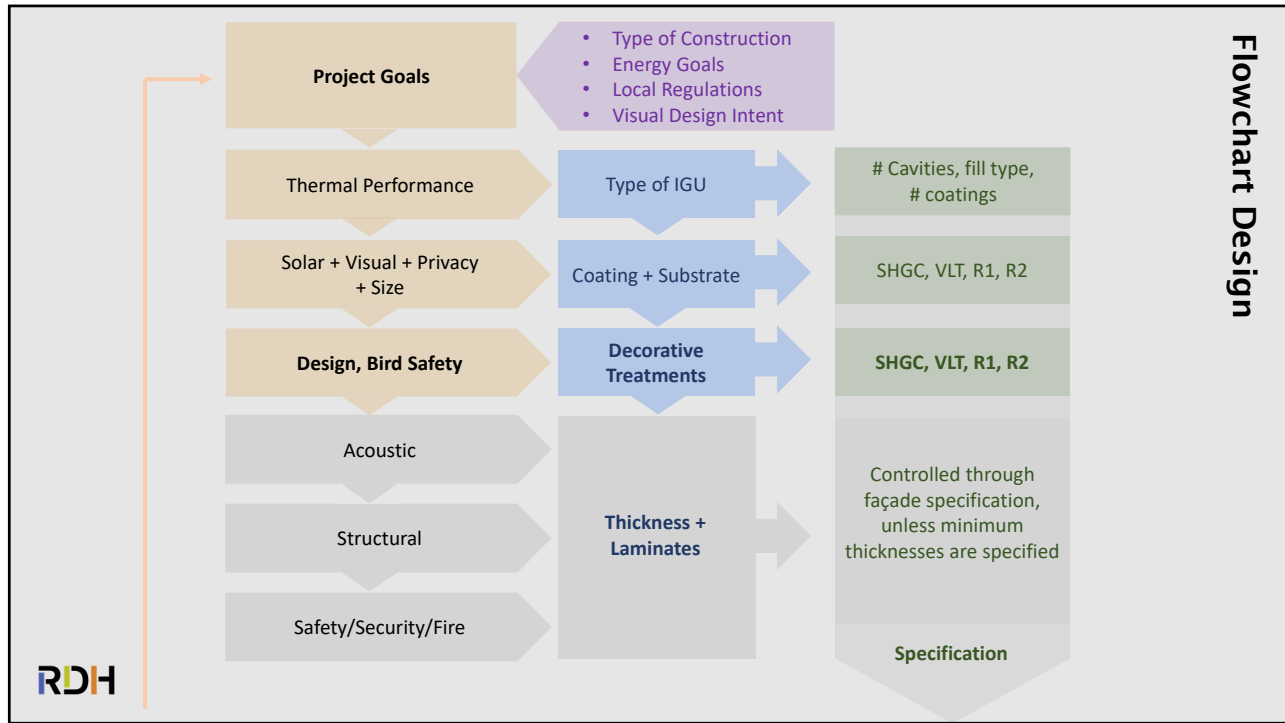 Flowchart Design
Project Goals
• Type of Construction
• Energy Goals
• Local Regulations
• Visual Design Intent
Thermal Performance
Type of IGU
# Cavities, fill type,
# coatings
Solar + Visual + Privacy
+ Size
Coating + Substrate
SHGC, VLT, R1, R2
Design, Bird Safety
Decorative
Treatments
SHGC, VLT, R1, R2
Acoustic
Structural
Safety/Security/Fire
Thickness +
Laminates
Controlled through
façade specification,
unless minimum
thicknesses are specified
Specification
RDH